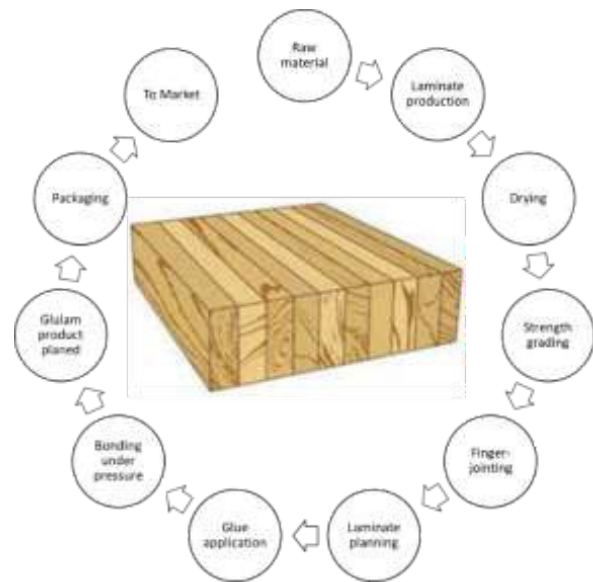 Raw
material
Laminate
production
Drying
Strength
grading
Finger-
jointing
Laminate
planning
Glue
application
Bonding
under
pressure
Glulam
product
planed
Packaging
To Market